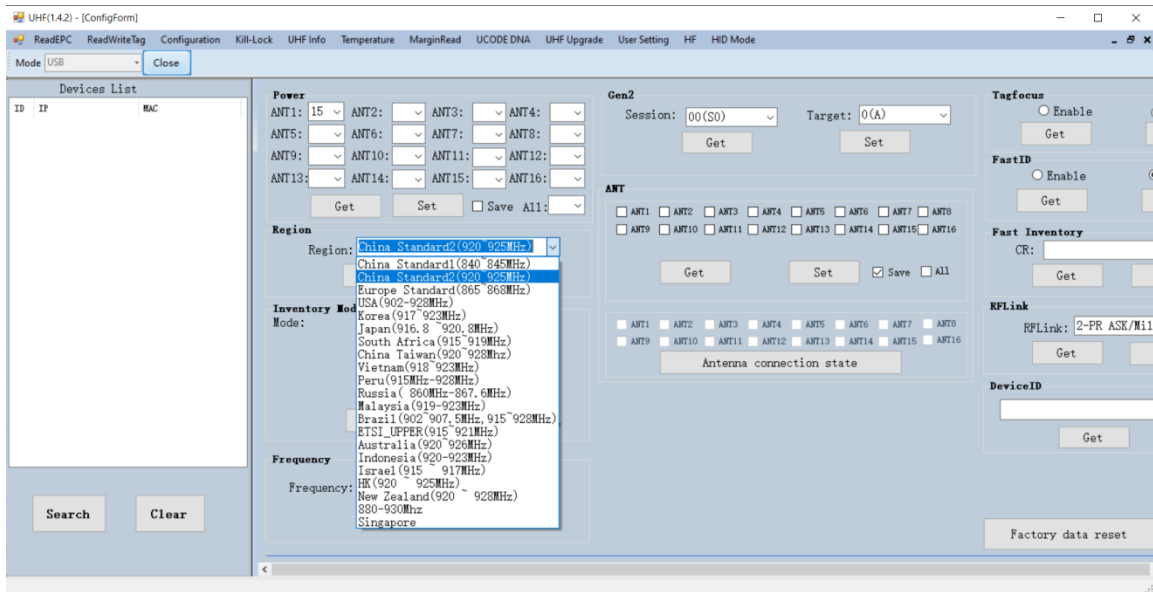 UHF(1.4.2) - [ConfigForm]
ReadEPC ReadWriteTag Configuration Kill-Lock UHF Info Temperature MarginRead UCODE DNA UHF Upgrade User Setting HF HID Mode
Mode USB Close
Devices List
ID IP MAC
Search Clear
Power
ANT1: 15 ANT2: ANT3: ANT4:
ANT5: ANT6: ANT7: ANT8:
ANT9: ANT10: ANT11: ANT12:
ANT13: ANT14: ANT15: ANT16:
Get Set Save All:
Region
Region: China Standard2(920~925MHz)
China Standard1(840~845MHz)
China Standard2(920~925MHz)
Europe Standard(865~868MHz)
USA(902-928MHz)
Korea(917~923MHz)
Japan(916.8 ~920.8MHz)
South Africa(915~919MHz)
China Taiwan(920~928Mhz)
Vietnam(918~923MHz)
Peru(915MHz-928MHz)
Russia( 860MHz-867.6MHz)
Malaysia(919-923MHz)
Brazil(902~907.5MHz,915~928MHz)
ETSI_UPPER(915~921MHz)
Australia(920~926MHz)
Indonesia(920-923MHz)
Israel(915 ~ 917MHz)
HK(920 ~ 925MHz)
New Zealand(920 ~ 928MHz)
880-930Mhz
Singapore
Inventory Mod
Mode:
Frequency
Frequency:
Gen2
Session: 00(S0) Target: 0(A)
Get Set
ANT
ANT1 ANT2 ANT3 ANT4 ANT5 ANT6 ANT7 ANT8
ANT9 ANT10 ANT11 ANT12 ANT13 ANT14 ANT15 ANT16
Get Set Save All
ANT1 ANT2 ANT3 ANT4 ANT5 ANT6 ANT7 ANT8
ANT9 ANT10 ANT11 ANT12 ANT13 ANT14 ANT15 ANT16
Antenna connection state
Tagfocus
Enable
Get
FastID
Enable
Get
Fast Inventory
CR:
Get
RFLink
RFLink: 2-PR ASK/Mil
Get
DeviceID
Get
Factory data reset